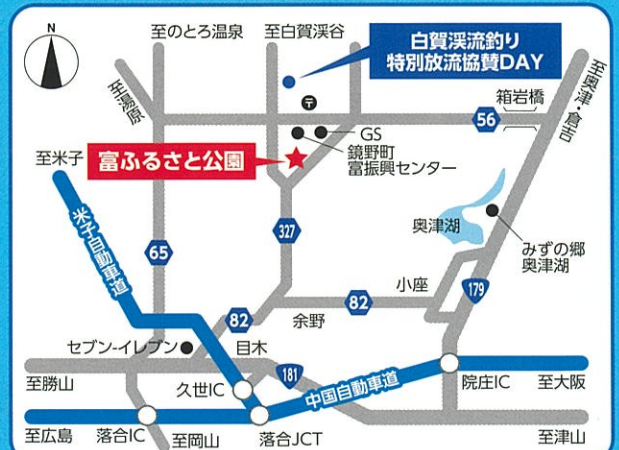 N
至のとろ温泉
至白賀渓谷
白賀渓流釣り
特別放流協賛DAY
至湯原
〒
箱岩橋
至奥津・倉吉
56
GS
鏡野町
富振興センター
至米子
富ふるさと公園
米子自動車道
327
65
奥津湖
みずの郷
奥津湖
小座
179
82
82
余野
セブン-イレブン
目木
181
至勝山
久世IC
中国自動車道
院庄IC
至大阪
至広島
落合IC
至岡山
落合JCT
至津山